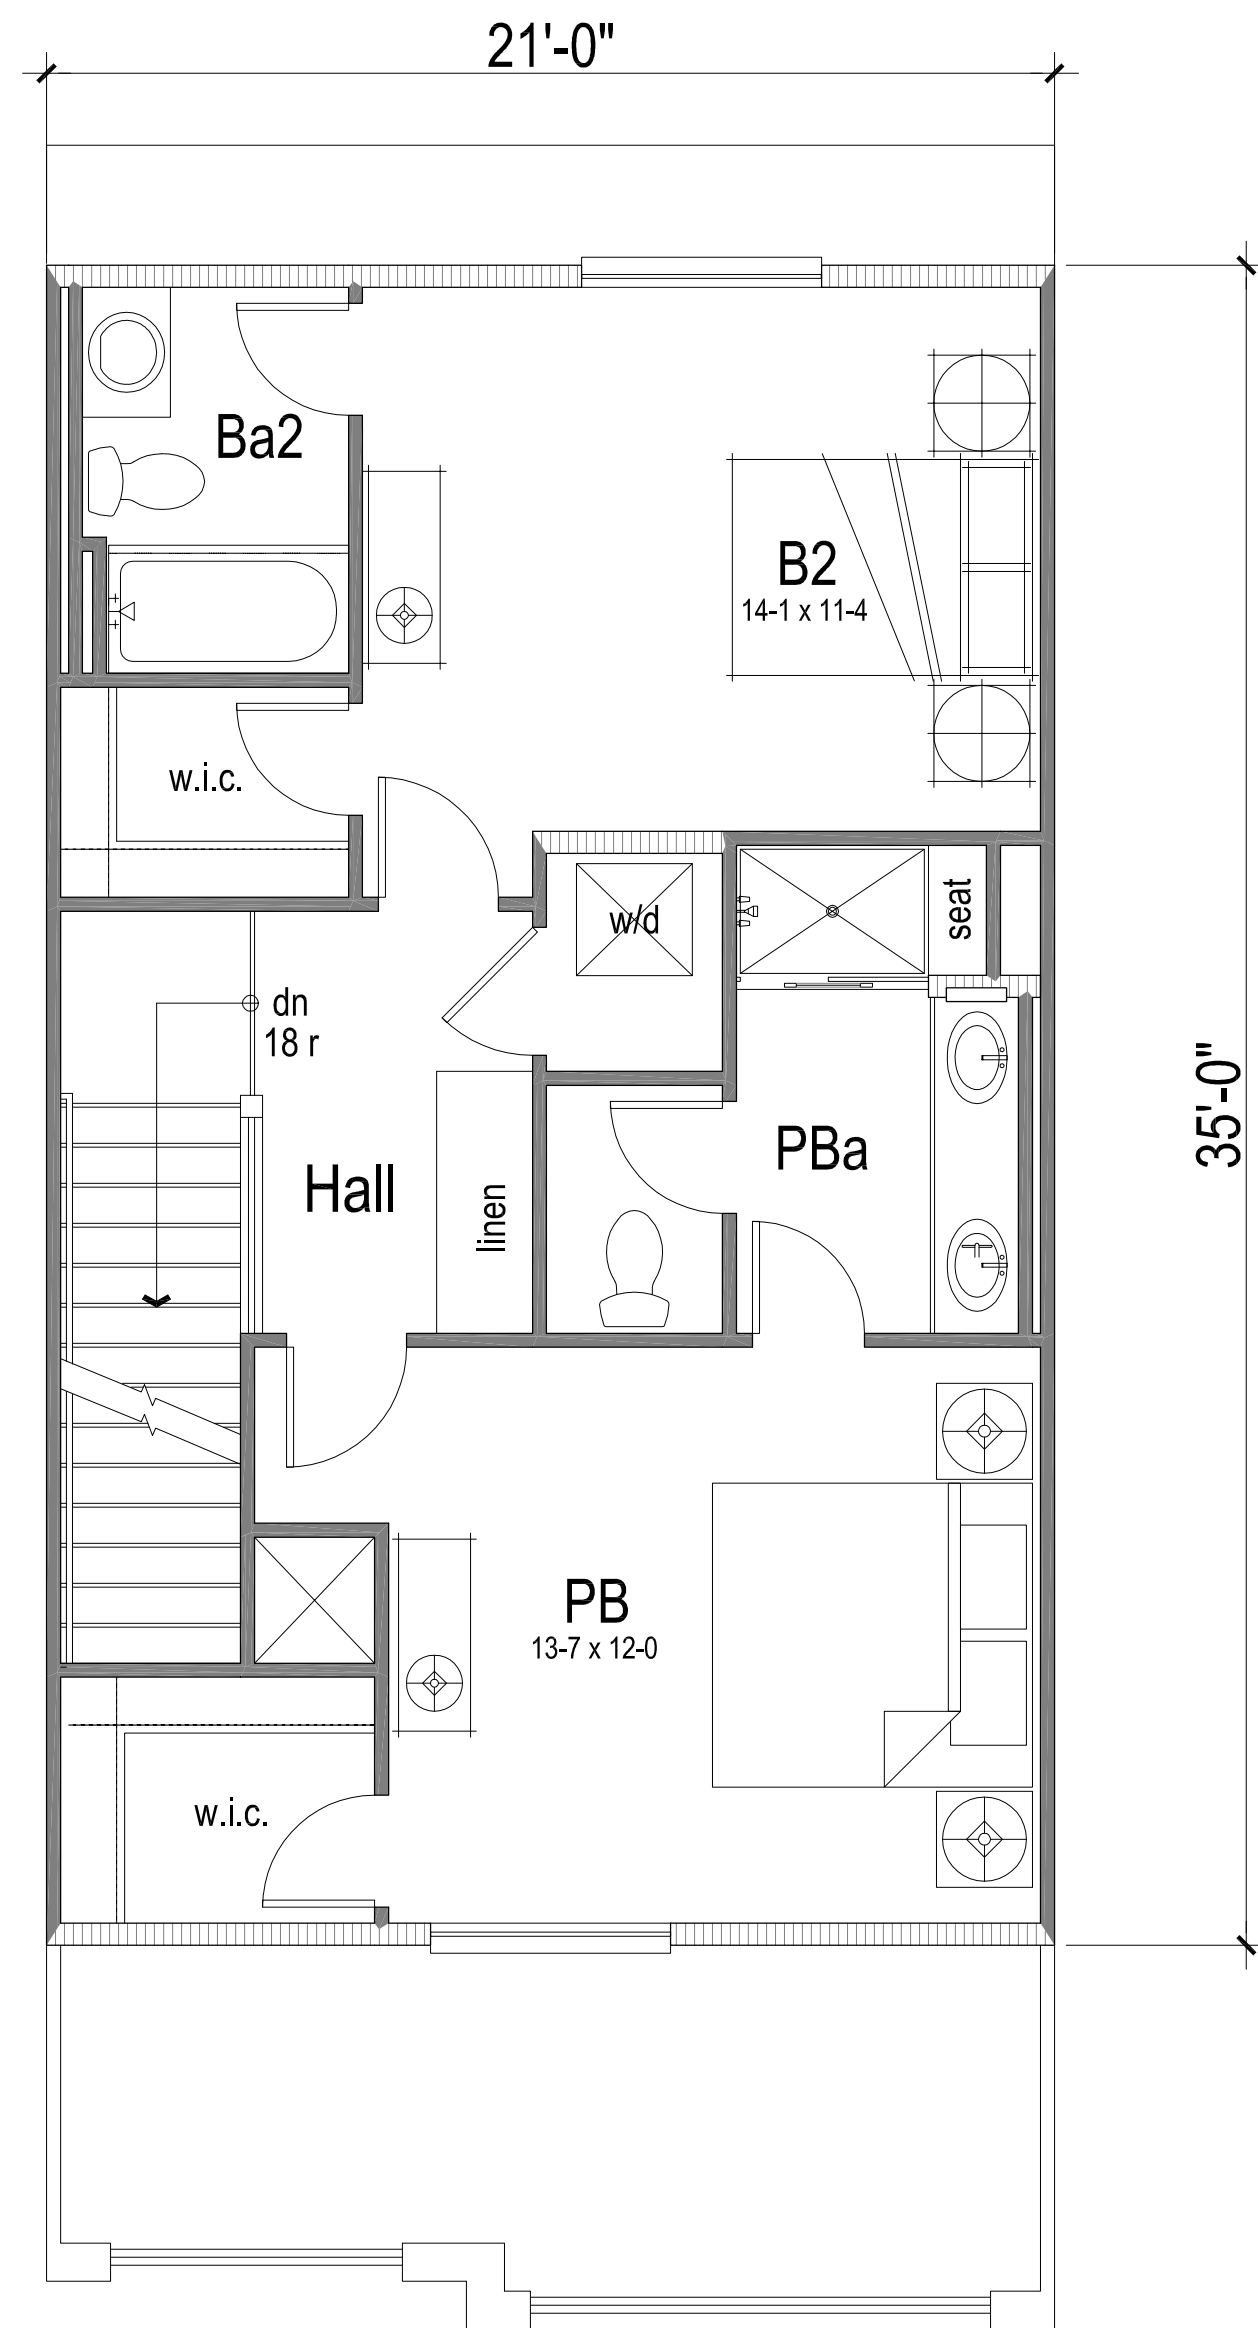 21'-0"
Ba2
B2
14-1 x 11-4
w.i.c.
w/d
seat
dn
18 r
35'-0"
PBa
Hall
linen
PB
13-7 x 12-0
w.i.c.